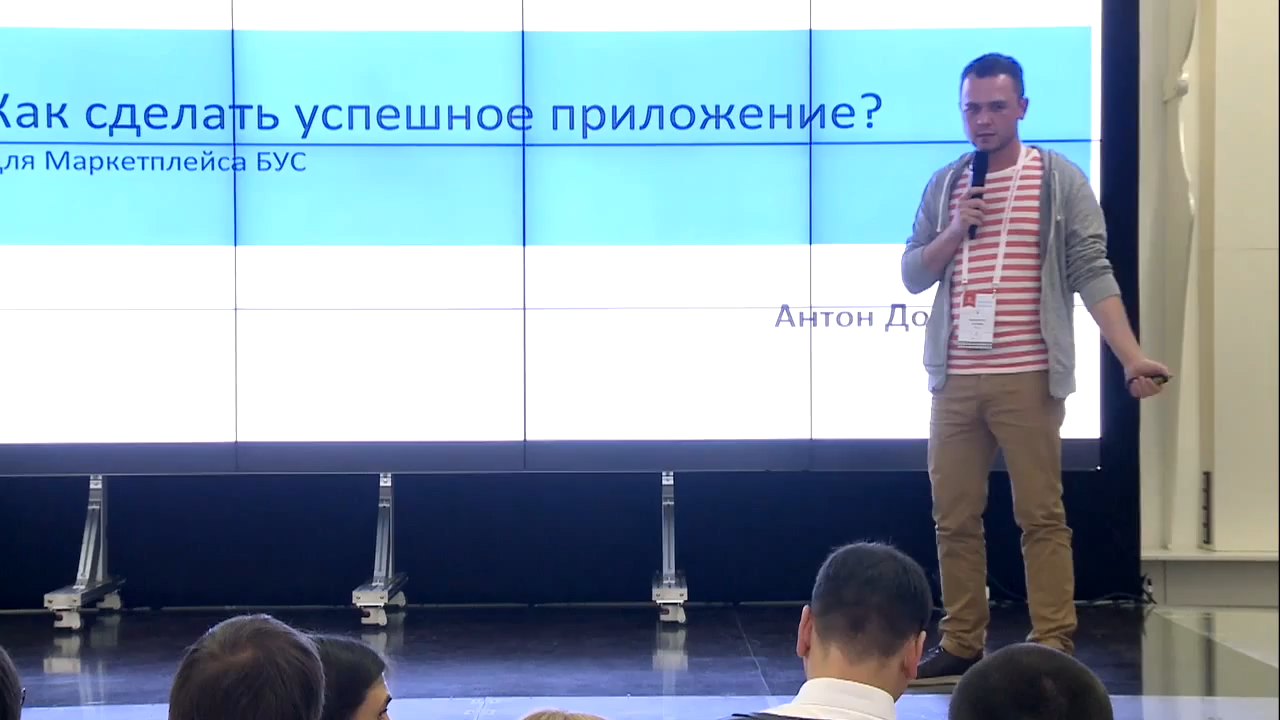 Как сделать успешное приложение?
для Маркетплейса БУС
Антон До